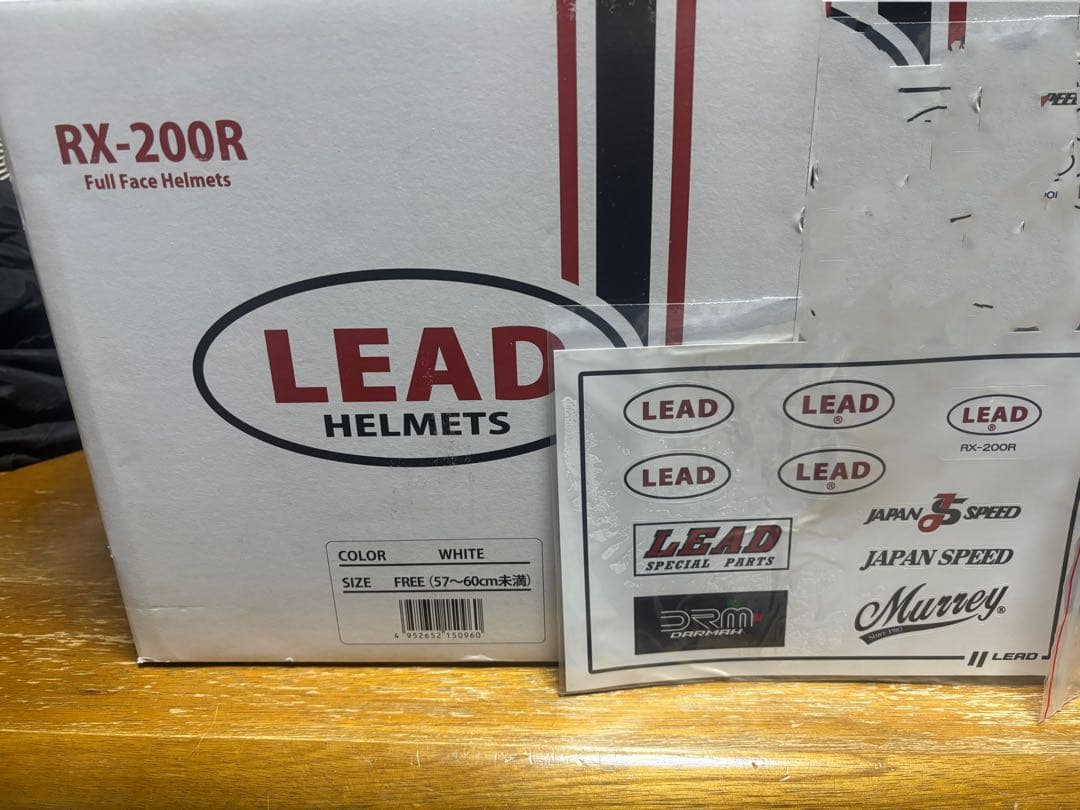 RX-200R
Full Face Helmets
LEAD
HELMETS
COLOR WHITE
SIZE FREE (57〜60cm未満)
4 952652 150960
LEAD
LEAD
®
LEAD
®
RX-200R
LEAD
LEAD
®
LEAD
SPECIAL PARTS
JAPAN JS SPEED
JAPAN SPEED
DRM
DARMAH
Murrey®
SINCE 1987
LEAD